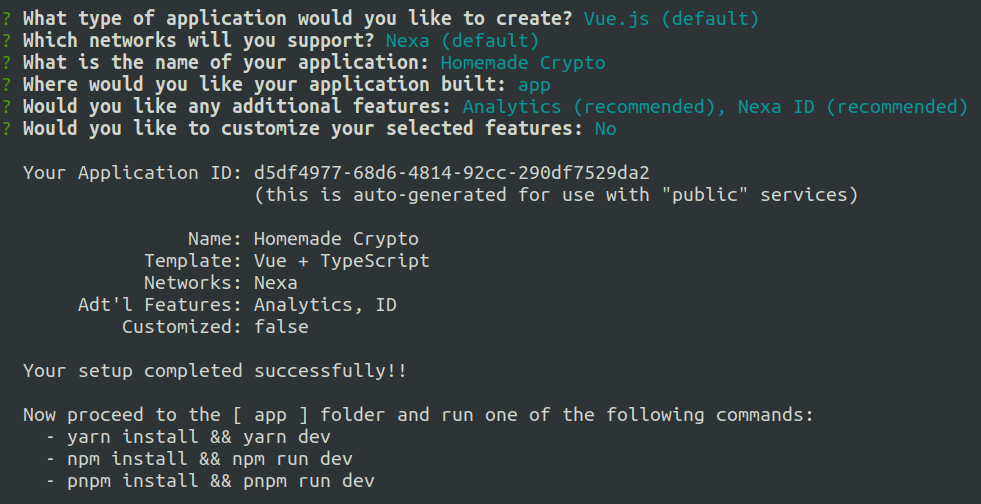 ? What type of application would you like to create? Vue.js (default)
? Which networks will you support? Nexa (default)
? What is the name of your application: Homemade Crypto
? Where would you like your application built: app
? Would you like any additional features: Analytics (recommended), Nexa ID (recommended)
? Would you like to customize your selected features: No
Your Application ID: d5df4977-68d6-4814-92cc-290df7529da2
(this is auto-generated for use with "public" services)
Name: Homemade Crypto
Template: Vue + TypeScript
Networks: Nexa
Adt'l Features: Analytics, ID
Customized: false
Your setup completed successfully!!
Now proceed to the [ app ] folder and run one of the following commands:
- yarn install && yarn dev
- npm install && npm run dev
- pnpm install && pnpm run dev